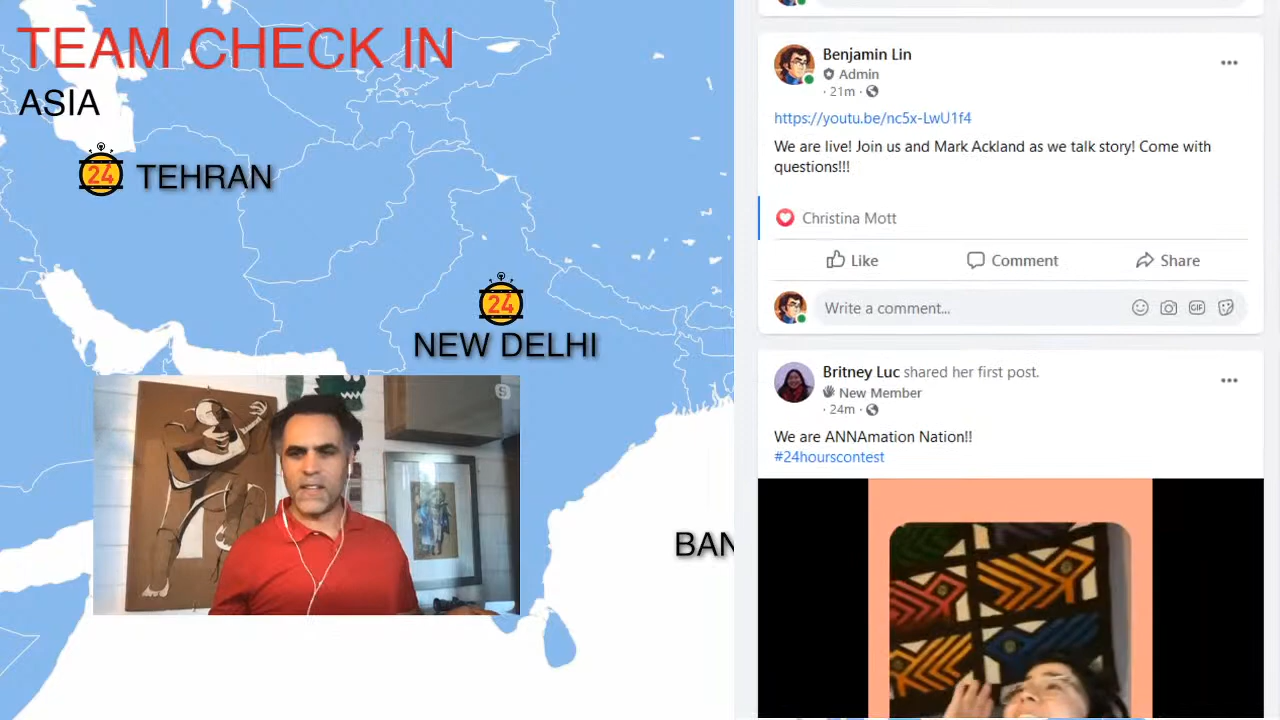 TEAM CHECK IN
ASIA
24
TEHRAN
24
NEW DELHI
BAN
Benjamin Lin
Admin
· 21m ·
https://youtu.be/nc5x-LwU1f4
We are live! Join us and Mark Ackland as we talk story! Come with
questions!!!
Christina Mott
Like
Comment
Share
Write a comment...
GIF
Britney Luc shared her first post.
New Member
· 24m ·
We are ANNAmation Nation!!
#24hourscontest